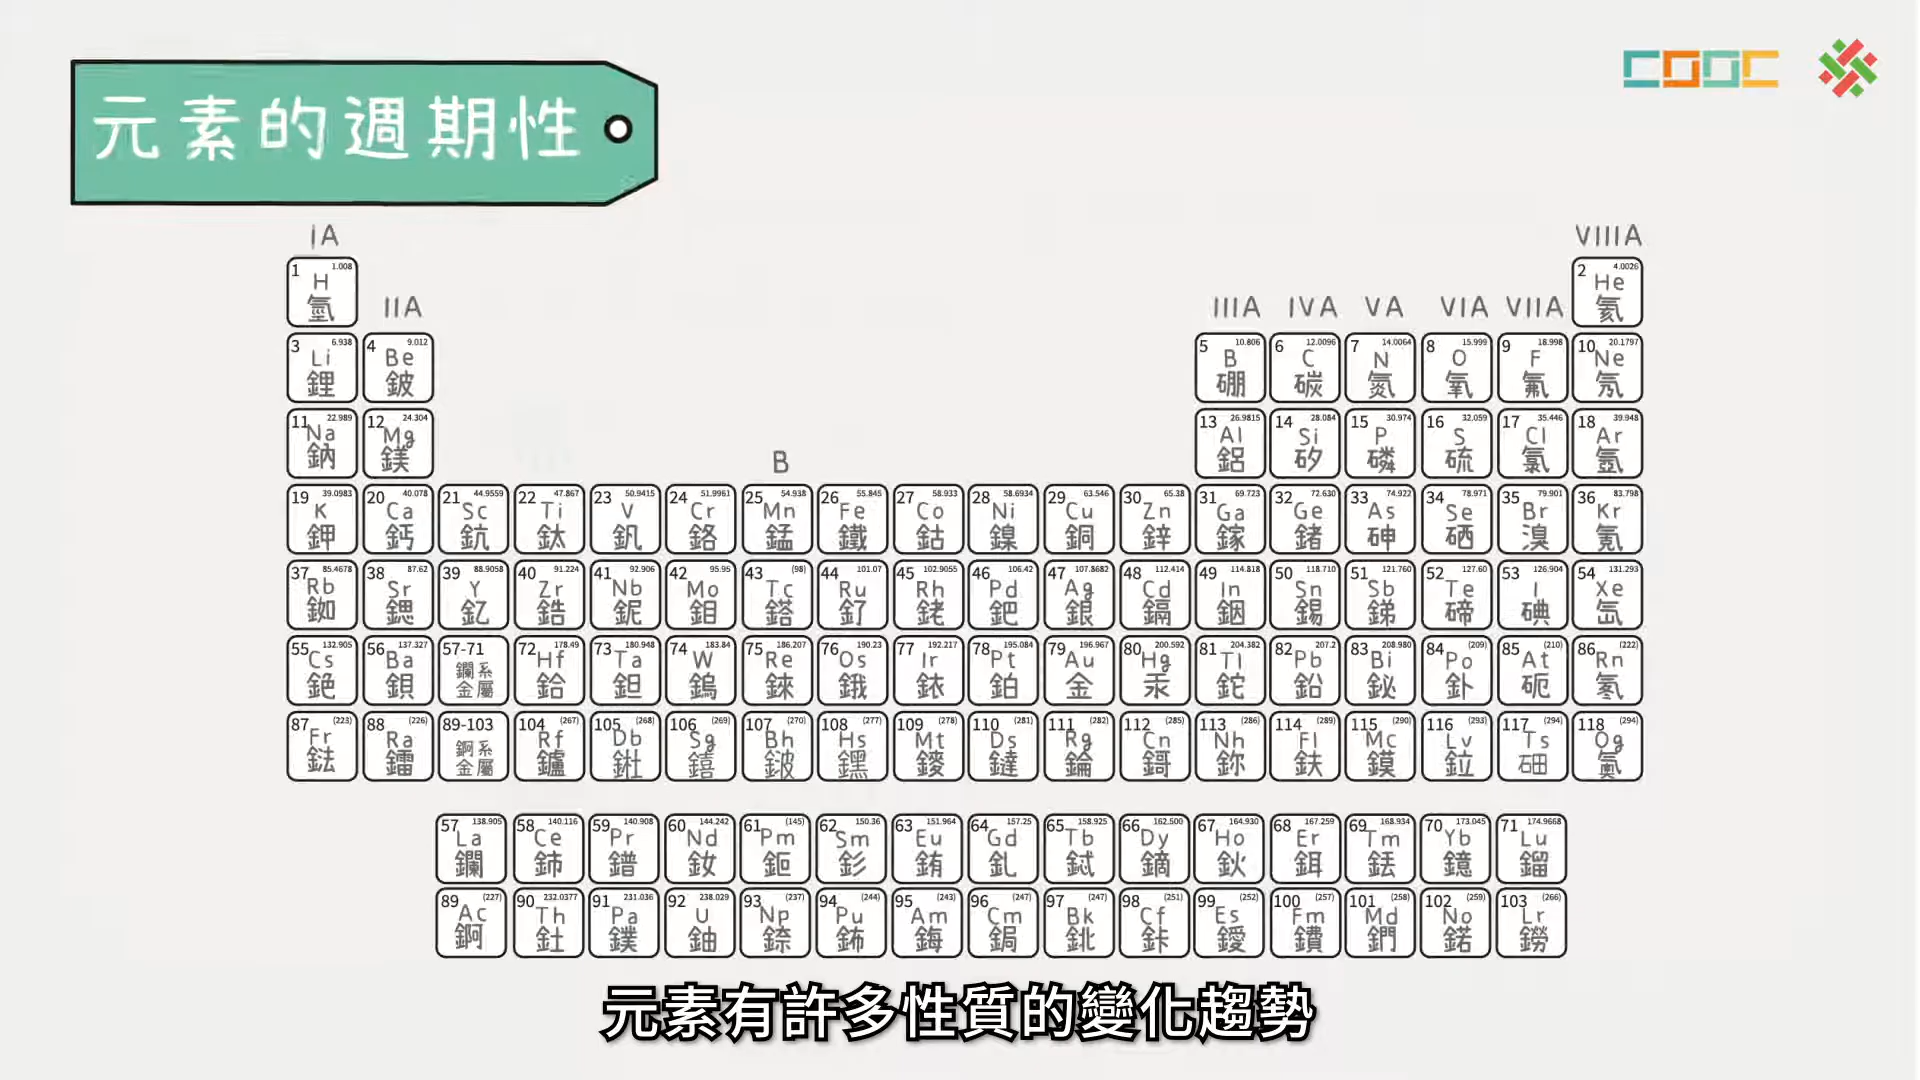 元素的週期性
COOC
IA VIIIA
1 1.008 H 氫 2 4.0026 He 氦
IIA IIIA IVA VA VIA VIIA
3 6.938 Li 鋰 4 9.012 Be 鈹 5 10.806 B 硼 6 12.0096 C 碳 7 14.0064 N 氮 8 15.999 O 氧 9 18.998 F 氟 10 20.1797 Ne 氖
11 22.989 Na 鈉 12 24.304 Mg 鎂 13 26.9815 Al 鋁 14 28.084 Si 矽 15 30.974 P 磷 16 32.059 S 硫 17 35.446 Cl 氯 18 39.948 Ar 氬
B
19 39.0983 K 鉀 20 40.078 Ca 鈣 21 44.9559 Sc 鈧 22 47.867 Ti 鈦 23 50.9415 V 釩 24 51.9961 Cr 鉻 25 54.938 Mn 錳 26 55.845 Fe 鐵 27 58.933 Co 鈷 28 58.6934 Ni 鎳 29 63.546 Cu 銅 30 65.38 Zn 鋅 31 69.723 Ga 鎵 32 72.630 Ge 鍺 33 74.922 As 砷 34 78.971 Se 硒 35 79.901 Br 溴 36 83.798 Kr 氪
37 85.4678 Rb 銣 38 87.62 Sr 鍶 39 88.9058 Y 釔 40 91.224 Zr 鋯 41 92.906 Nb 鈮 42 95.95 Mo 鉬 43 (98) Tc 鎝 44 101.07 Ru 釕 45 102.9055 Rh 銠 46 106.42 Pd 鈀 47 107.8682 Ag 銀 48 112.414 Cd 鎘 49 114.818 In 銦 50 118.710 Sn 錫 51 121.760 Sb 銻 52 127.60 Te 碲 53 126.904 I 碘 54 131.293 Xe 氙
55 132.905 Cs 銫 56 137.327 Ba 鋇 57-71 鑭系金屬 72 178.49 Hf 鉿 73 180.948 Ta 鉭 74 183.84 W 鎢 75 186.207 Re 錸 76 190.23 Os 鋨 77 192.217 Ir 銥 78 195.084 Pt 鉑 79 196.967 Au 金 80 200.592 Hg 汞 81 204.382 Tl 鉈 82 207.2 Pb 鉛 83 208.980 Bi 鉍 84 (209) Po 釙 85 (210) At 砈 86 (222) Rn 氡
87 (223) Fr 鍅 88 (226) Ra 鐳 89-103 錒系金屬 104 (267) Rf 鑪 105 (268) Db 𨧀 106 (269) Sg 𨭎 107 (270) Bh 𨨏 108 (277) Hs 𨭆 109 (278) Mt 䥑 110 (281) Ds 鐽 111 (282) Rg 錀 112 (285) Cn 鎶 113 (286) Nh 鉨 114 (289) Fl 鈇 115 (290) Mc 鏌 116 (293) Lv 鉝 117 (294) Ts 鿬 118 (294) Og 鿫
57 138.905 La 鑭 58 140.116 Ce 鈰 59 140.908 Pr 鐠 60 144.242 Nd 釹 61 (145) Pm 鉕 62 150.36 Sm 釤 63 151.964 Eu 銪 64 157.25 Gd 釓 65 158.925 Tb 鋱 66 162.500 Dy 鏑 67 164.930 Ho 鈥 68 167.259 Er 鉺 69 168.934 Tm 銩 70 173.045 Yb 鐿 71 174.9668 Lu 鎦
89 (227) Ac 錒 90 232.0377 Th 釷 91 231.036 Pa 鏷 92 238.029 U 鈾 93 (237) Np 錼 94 (244) Pu 鈽 95 (243) Am 鋂 96 (247) Cm 鋦 97 (247) Bk 鉳 98 (251) Cf 鉲 99 (252) Es 鑀 100 (257) Fm 鐨 101 (258) Md 鍆 102 (259) No 鍩 103 (266) Lr 鐒
元素有許多性質的變化趨勢